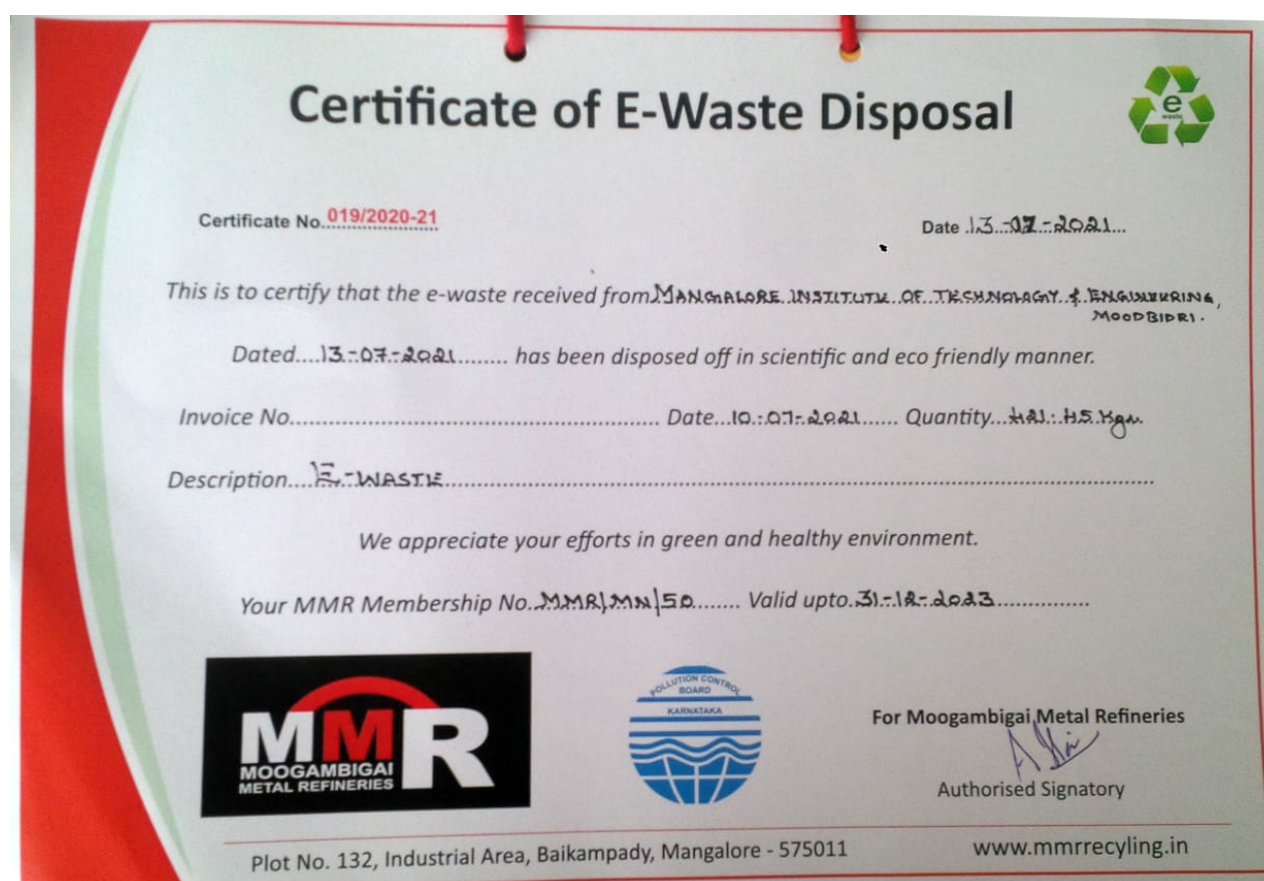 Certificate of E-Waste Disposal
e
waste
Certificate No. 019/2020-21
Date .13.-07-2021...
This is to certify that the e-waste received from MANGALORE INSTITUTE OF TECHNOLAGY & ENGINEERING,
MOODBIDRI.
Dated....13-07-2021........ has been disposed off in scientific and eco friendly manner.
Invoice No........................................................... Date...10-07-2021...... Quantity...421.45 Kgs.
Description....E-WASTE....................................................................................................
We appreciate your efforts in green and healthy environment.
Your MMR Membership No..MMR/MN/50........ Valid upto.31-12-2023...............
MMR
MOOGAMBIGAI
METAL REFINERIES
POLLUTION CONTROL
BOARD
KARNATAKA
For Moogambigai Metal Refineries
Authorised Signatory
Plot No. 132, Industrial Area, Baikampady, Mangalore - 575011
www.mmrrecyling.in